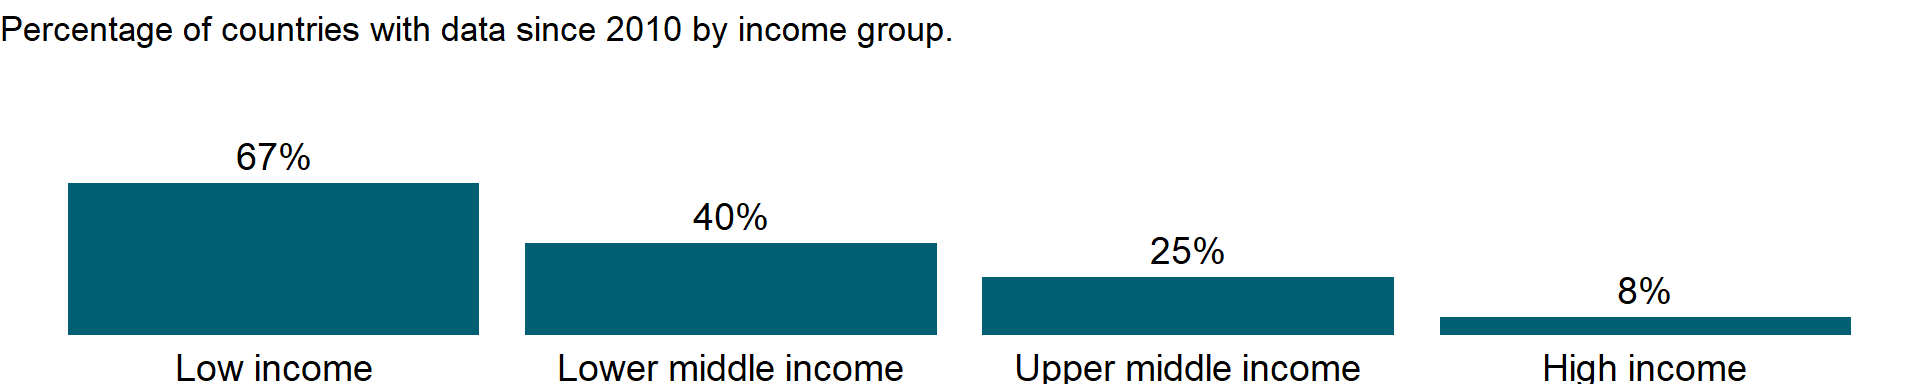 Percentage of countries with data since 2010 by income group.
67%
40%
25%
8%
Low income
Lower middle income
Upper middle income
High income